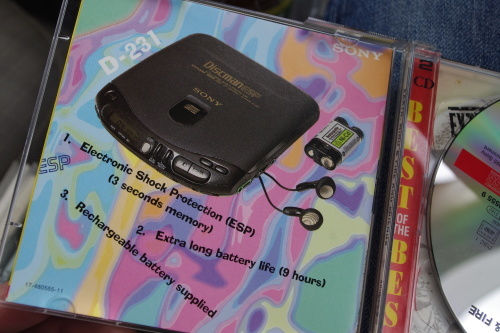 SONY
D-231
Discman ESP
SONY
ESP
1. Electronic Shock Protection (ESP)
(3 seconds memory)
2. Extra long battery life (9 hours)
3. Rechargeable battery supplied
2
CD
BEST
OF
THE
BES
& FIRE